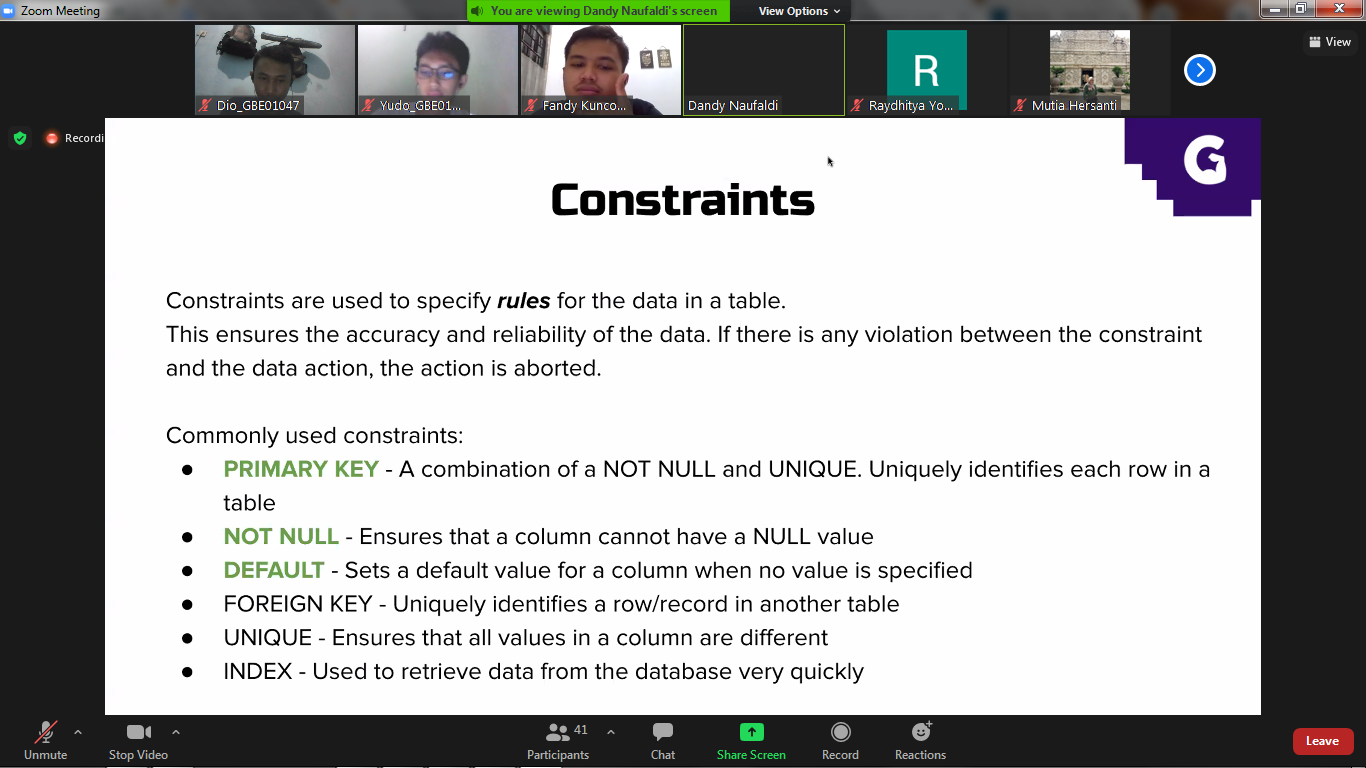 Zoom Meeting
You are viewing Dandy Naufaldi's screen
View Options
View
Dio_GBE01047
Yudo_GBE01...
Fandy Kunco...
Dandy Naufaldi
R
Raydhitya Yo...
Mutia Hersanti
Recordi
G
Constraints
Constraints are used to specify rules for the data in a table.
This ensures the accuracy and reliability of the data. If there is any violation between the constraint
and the data action, the action is aborted.
Commonly used constraints:
● PRIMARY KEY - A combination of a NOT NULL and UNIQUE. Uniquely identifies each row in a
table
● NOT NULL - Ensures that a column cannot have a NULL value
● DEFAULT - Sets a default value for a column when no value is specified
● FOREIGN KEY - Uniquely identifies a row/record in another table
● UNIQUE - Ensures that all values in a column are different
● INDEX - Used to retrieve data from the database very quickly
Unmute
Stop Video
41
Participants
Chat
Share Screen
Record
Reactions
Leave